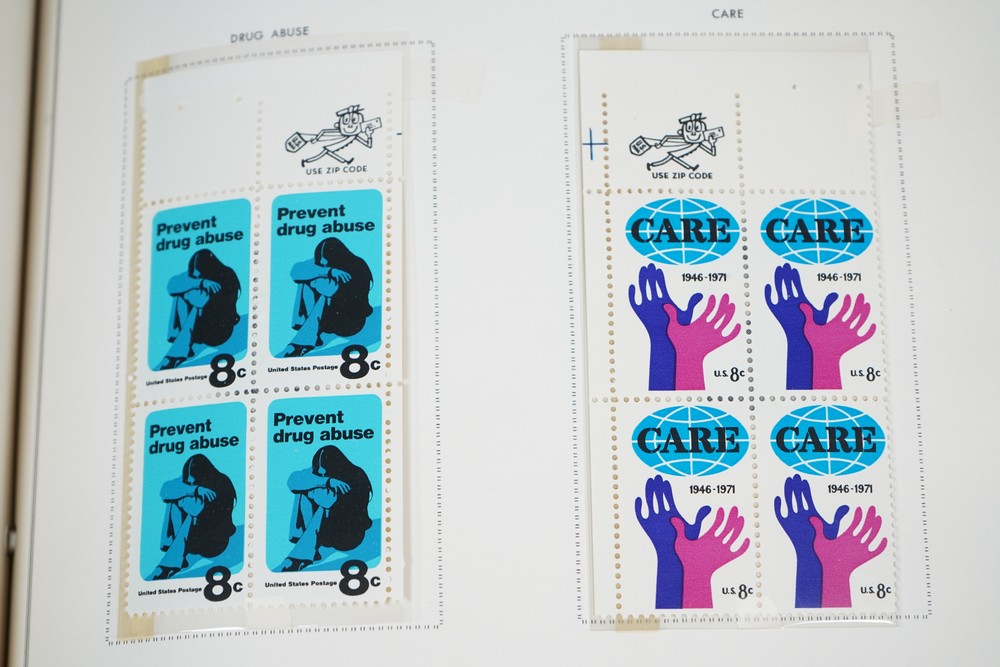 DRUG ABUSE
USE ZIP CODE
Prevent
drug abuse
United States Postage 8c
Prevent
drug abuse
United States Postage 8c
Prevent
drug abuse
United States Postage 8c
Prevent
drug abuse
United States Postage 8c
CARE
USE ZIP CODE
CARE
1946-1971
U.S. 8c
CARE
1946-1971
U.S. 8c
CARE
1946-1971
U.S. 8c
CARE
1946-1971
U.S. 8c